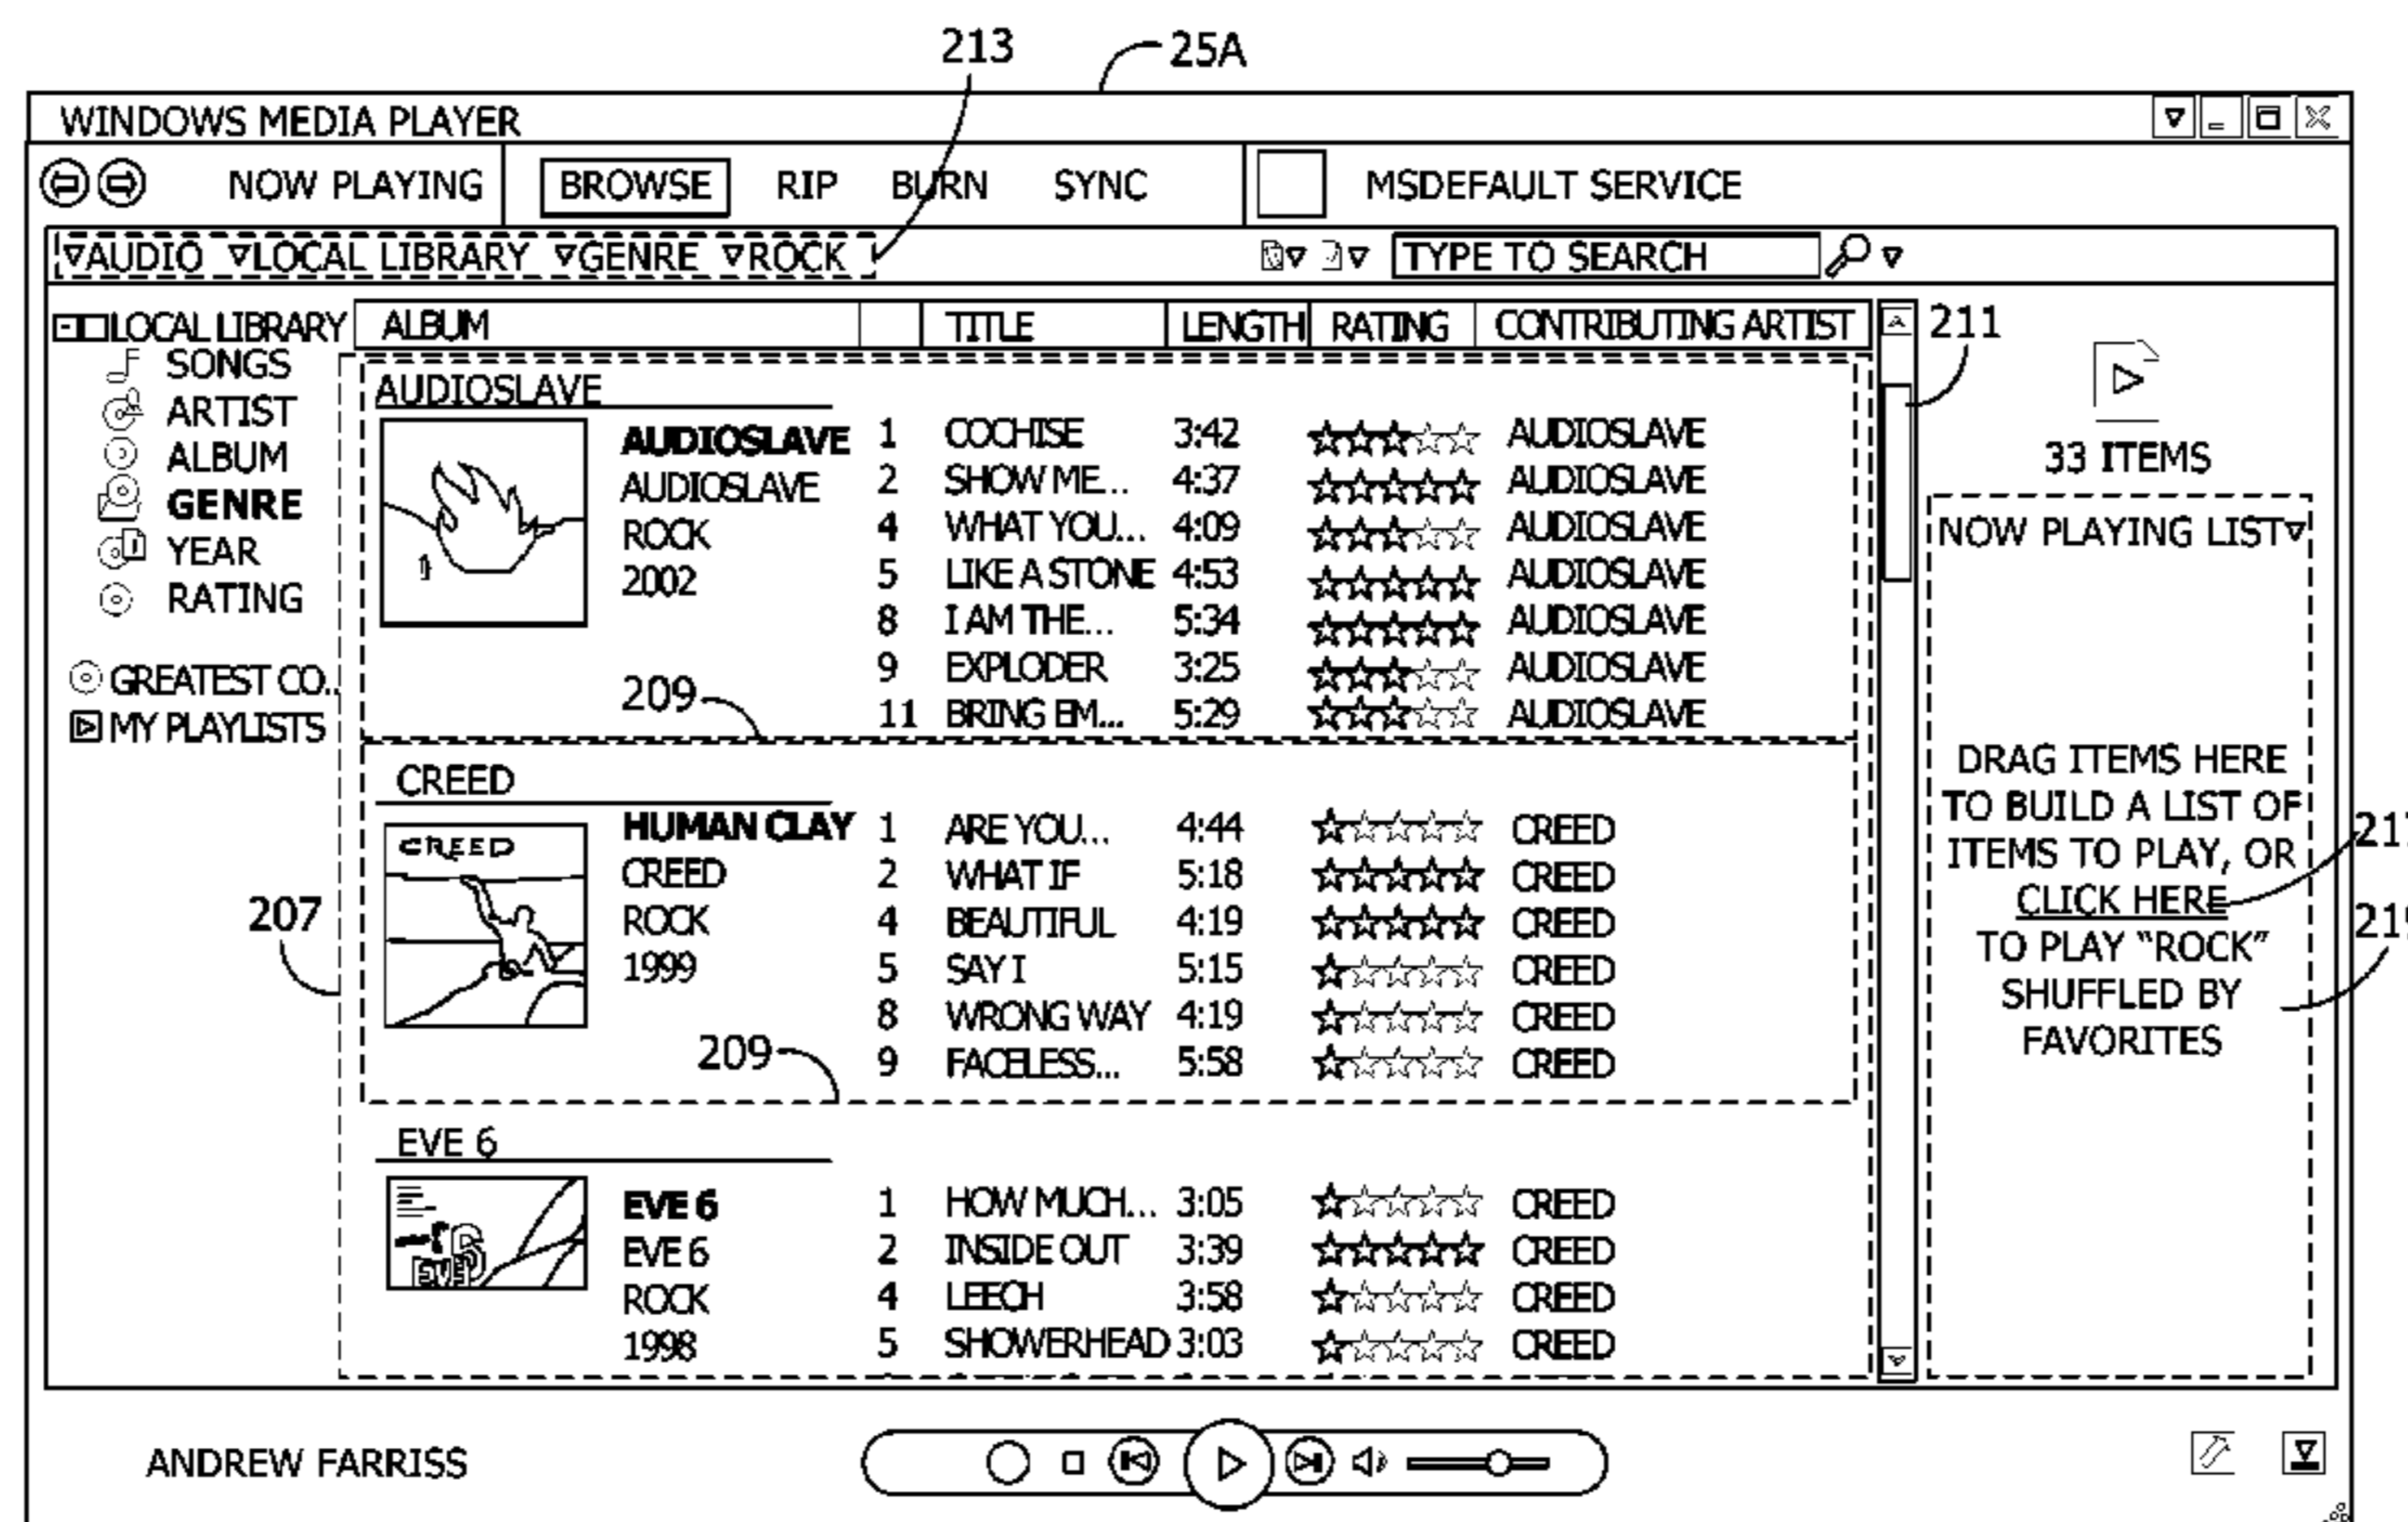 213 25A
WINDOWS MEDIA PLAYER
NOW PLAYING BROWSE RIP BURN SYNC MSDEFAULT SERVICE
AUDIO LOCAL LIBRARY GENRE ROCK TYPE TO SEARCH
LOCAL LIBRARY ALBUM TITLE LENGTH RATING CONTRIBUTING ARTIST 211
SONGS
ARTIST
ALBUM
GENRE
YEAR
RATING
GREATEST CO..
MY PLAYLISTS
AUDIOSLAVE
AUDIOSLAVE
AUDIOSLAVE
ROCK
2002
1 COCHISE 3:42 AUDIOSLAVE
2 SHOW ME... 4:37 AUDIOSLAVE
4 WHAT YOU... 4:09 AUDIOSLAVE
5 LIKE A STONE 4:53 AUDIOSLAVE
8 I AM THE... 5:34 AUDIOSLAVE
9 EXPLODER 3:25 AUDIOSLAVE
11 BRING EM... 5:29 AUDIOSLAVE
209
CREED
CREED
HUMAN CLAY
CREED
ROCK
1999
1 ARE YOU... 4:44 CREED
2 WHAT IF 5:18 CREED
4 BEAUTIFUL 4:19 CREED
5 SAY I 5:15 CREED
8 WRONG WAY 4:19 CREED
9 FACELESS... 5:58 CREED
207
209
EVE 6
EVE 6
EVE 6
ROCK
1998
1 HOW MUCH... 3:05 CREED
2 INSIDE OUT 3:39 CREED
4 LEECH 3:58 CREED
5 SHOWERHEAD 3:03 CREED
33 ITEMS
NOW PLAYING LIST
DRAG ITEMS HERE
TO BUILD A LIST OF
ITEMS TO PLAY, OR
CLICK HERE
TO PLAY “ROCK”
SHUFFLED BY
FAVORITES
ANDREW FARRISS